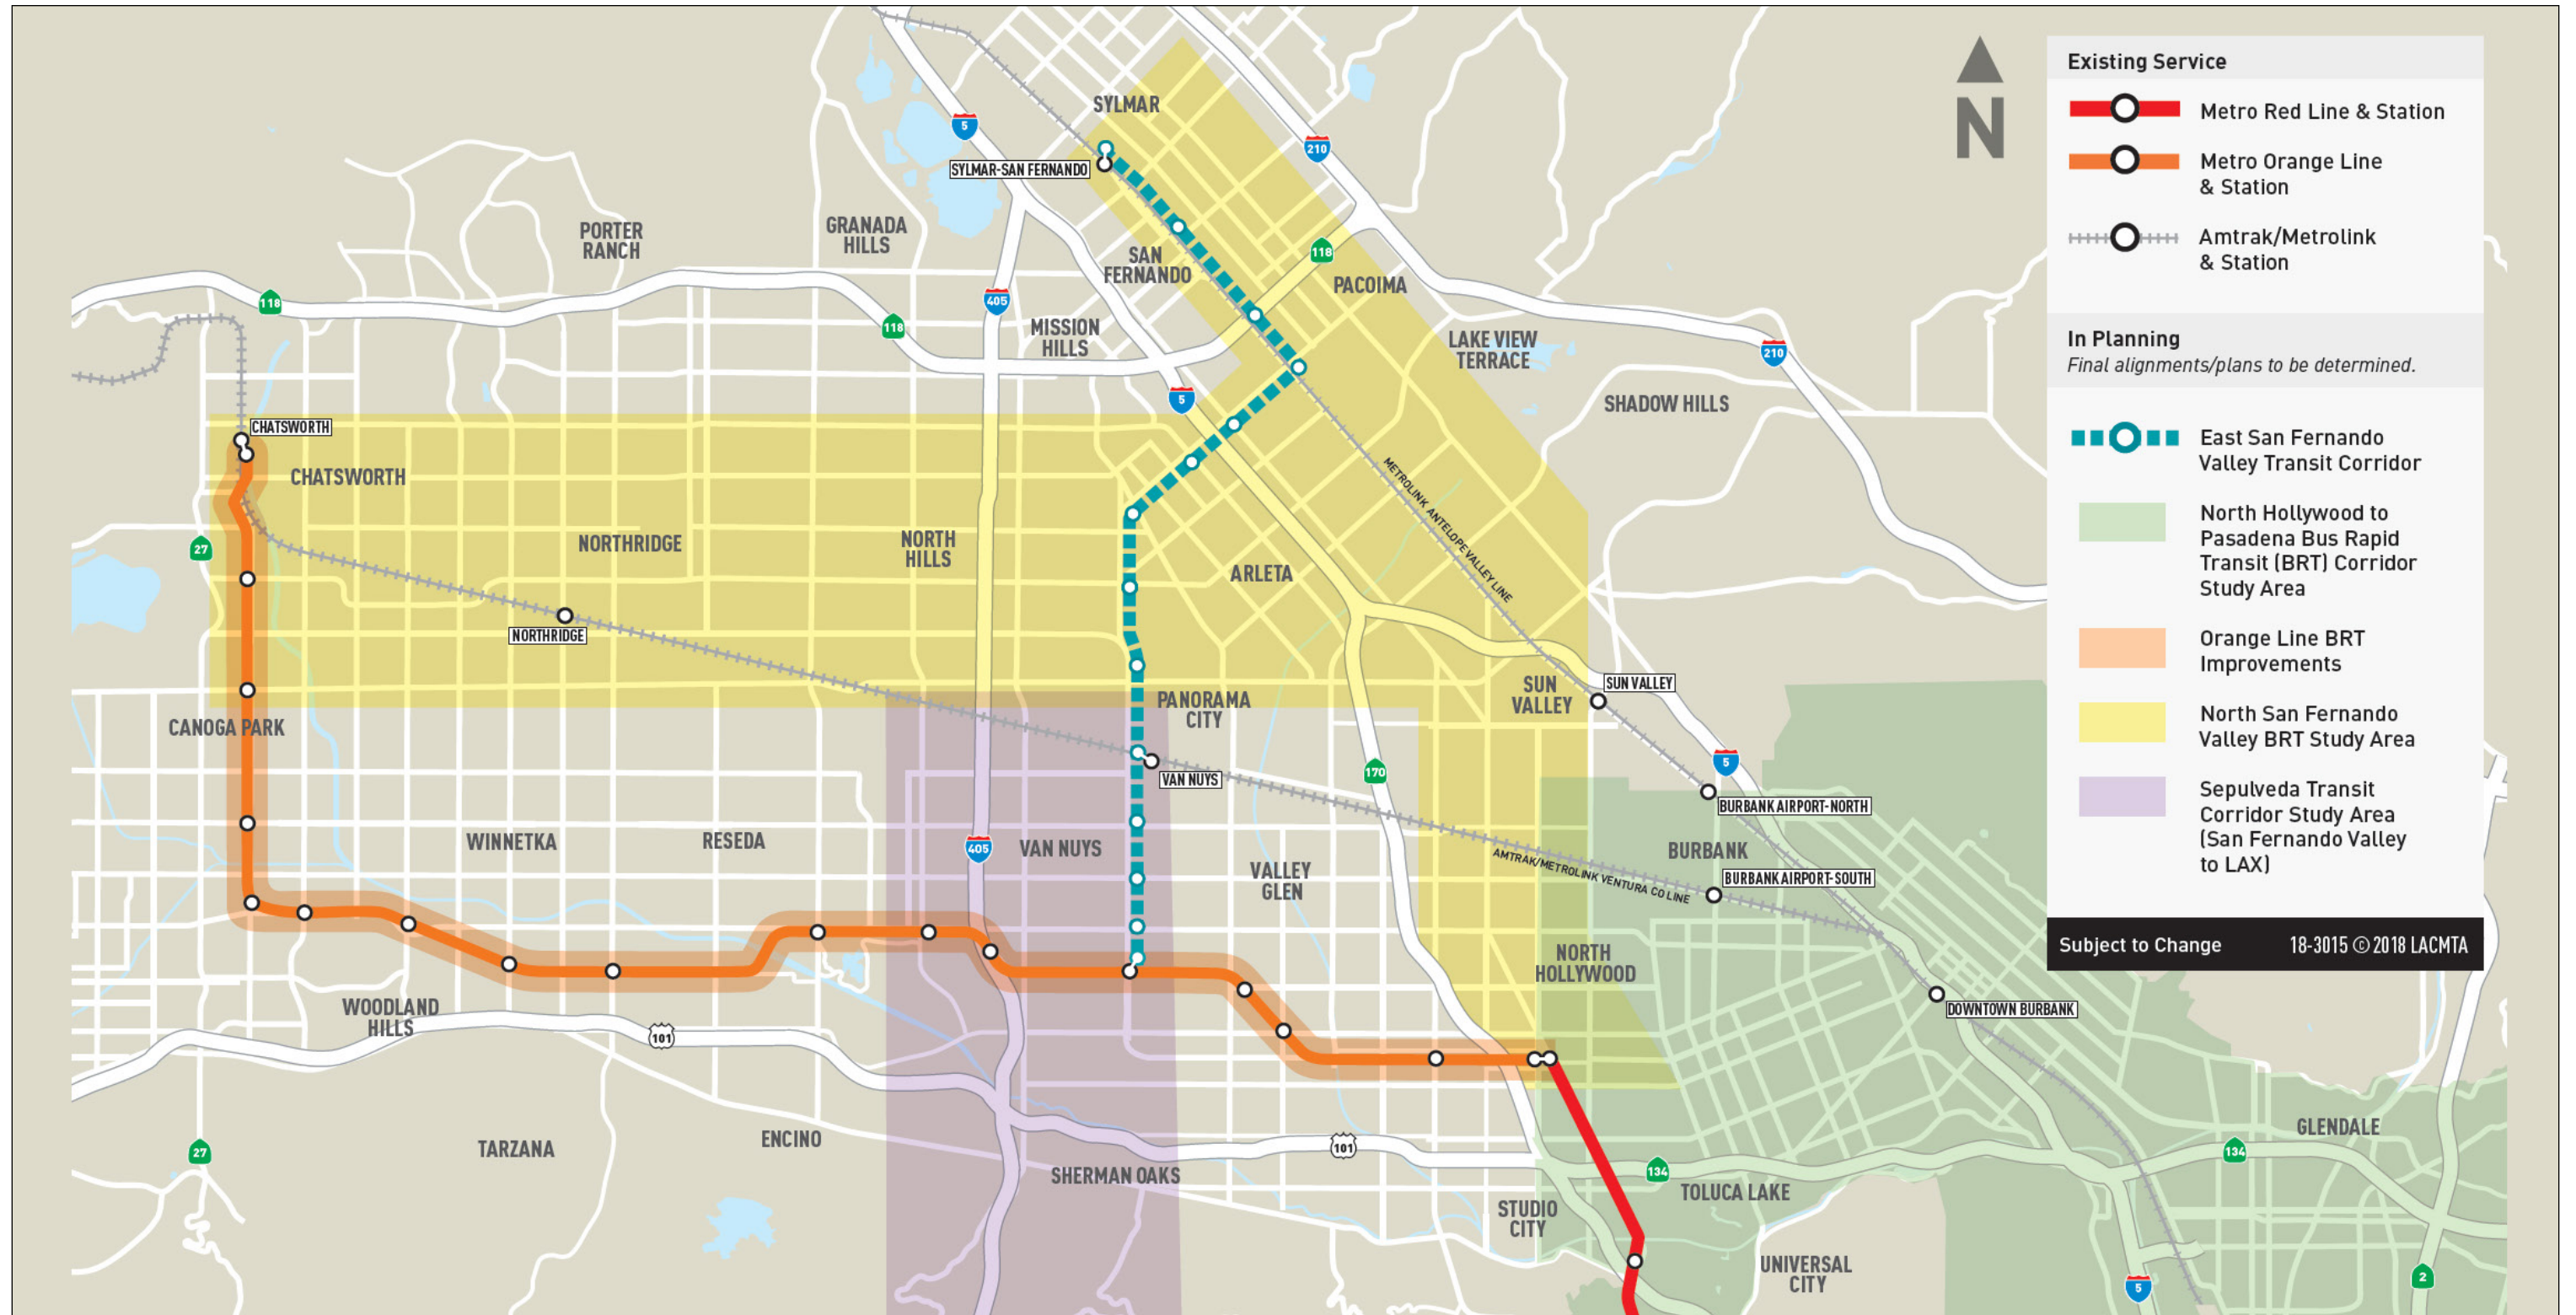 SYLMAR
5
210
SYLMAR-SAN FERNANDO
PORTER
RANCH
GRANADA
HILLS
SAN
FERNANDO
118
PACOIMA
118
405
118
MISSION
HILLS
LAKE VIEW
TERRACE
210
5
SHADOW HILLS
CHATSWORTH
CHATSWORTH
METROLINK ANTELOPE VALLEY LINE
27
NORTHRIDGE
NORTH
HILLS
ARLETA
NORTHRIDGE
SUN
VALLEY
SUN VALLEY
PANORAMA
CITY
CANOGA PARK
VAN NUYS
170
5
BURBANK AIRPORT-NORTH
WINNETKA
RESEDA
405
VAN NUYS
BURBANK
AMTRAK/METROLINK VENTURA CO LINE
BURBANK AIRPORT-SOUTH
VALLEY
GLEN
NORTH
HOLLYWOOD
WOODLAND
HILLS
101
DOWNTOWN BURBANK
27
TARZANA
ENCINO
101
SHERMAN OAKS
134
TOLUCA LAKE
134
GLENDALE
STUDIO
CITY
UNIVERSAL
CITY
5
2
N
Existing Service
Metro Red Line & Station
Metro Orange Line
& Station
Amtrak/Metrolink
& Station
In Planning
Final alignments/plans to be determined.
East San Fernando
Valley Transit Corridor
North Hollywood to
Pasadena Bus Rapid
Transit (BRT) Corridor
Study Area
Orange Line BRT
Improvements
North San Fernando
Valley BRT Study Area
Sepulveda Transit
Corridor Study Area
(San Fernando Valley
to LAX)
Subject to Change 18-3015 © 2018 LACMTA